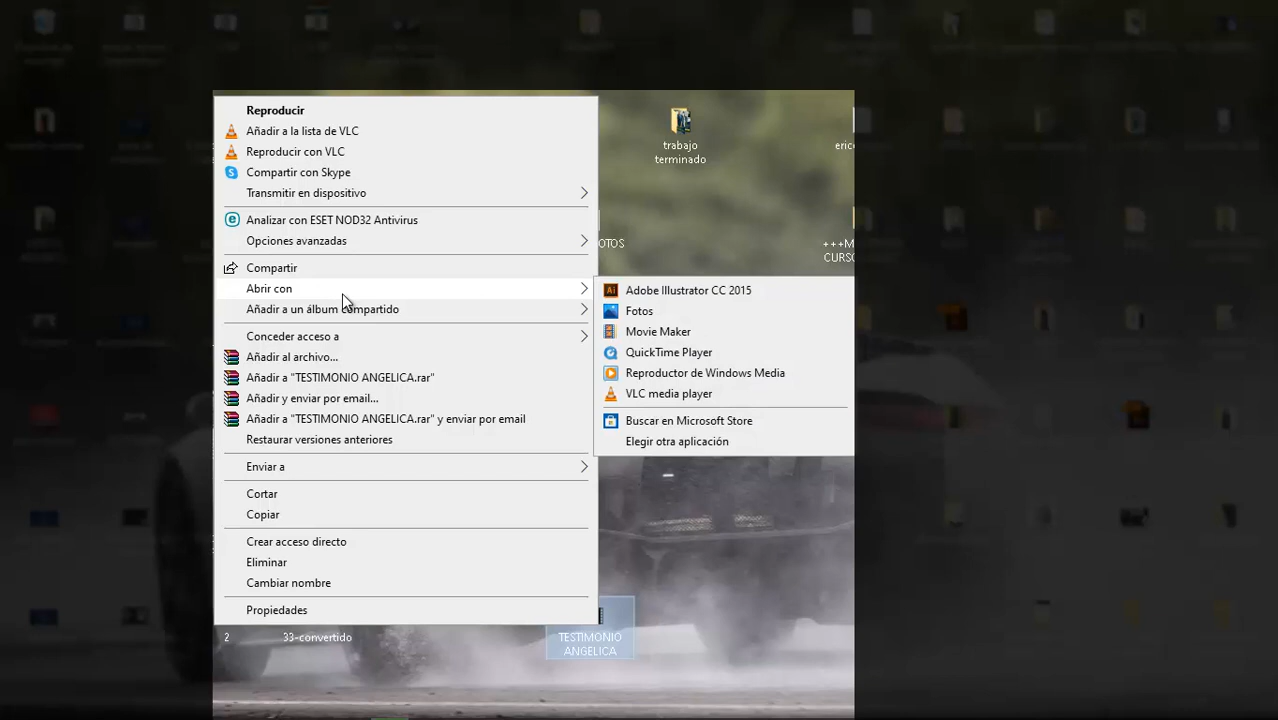 Reproducir
Añadir a la lista de VLC
Reproducir con VLC
Compartir con Skype
Transmitir en dispositivo
Analizar con ESET NOD32 Antivirus
Opciones avanzadas
Compartir
Abrir con
Añadir a un álbum compartido
Conceder acceso a
Añadir al archivo...
Añadir a "TESTIMONIO ANGELICA.rar"
Añadir y enviar por email...
Añadir a "TESTIMONIO ANGELICA.rar" y enviar por email
Restaurar versiones anteriores
Enviar a
Cortar
Copiar
Crear acceso directo
Eliminar
Cambiar nombre
Propiedades
Adobe Illustrator CC 2015
Fotos
Movie Maker
QuickTime Player
Reproductor de Windows Media
VLC media player
Buscar en Microsoft Store
Elegir otra aplicación
trabajo
terminado
eric
OTOS
+++M
CURSO
2
33-convertido
TESTIMONIO
ANGELICA